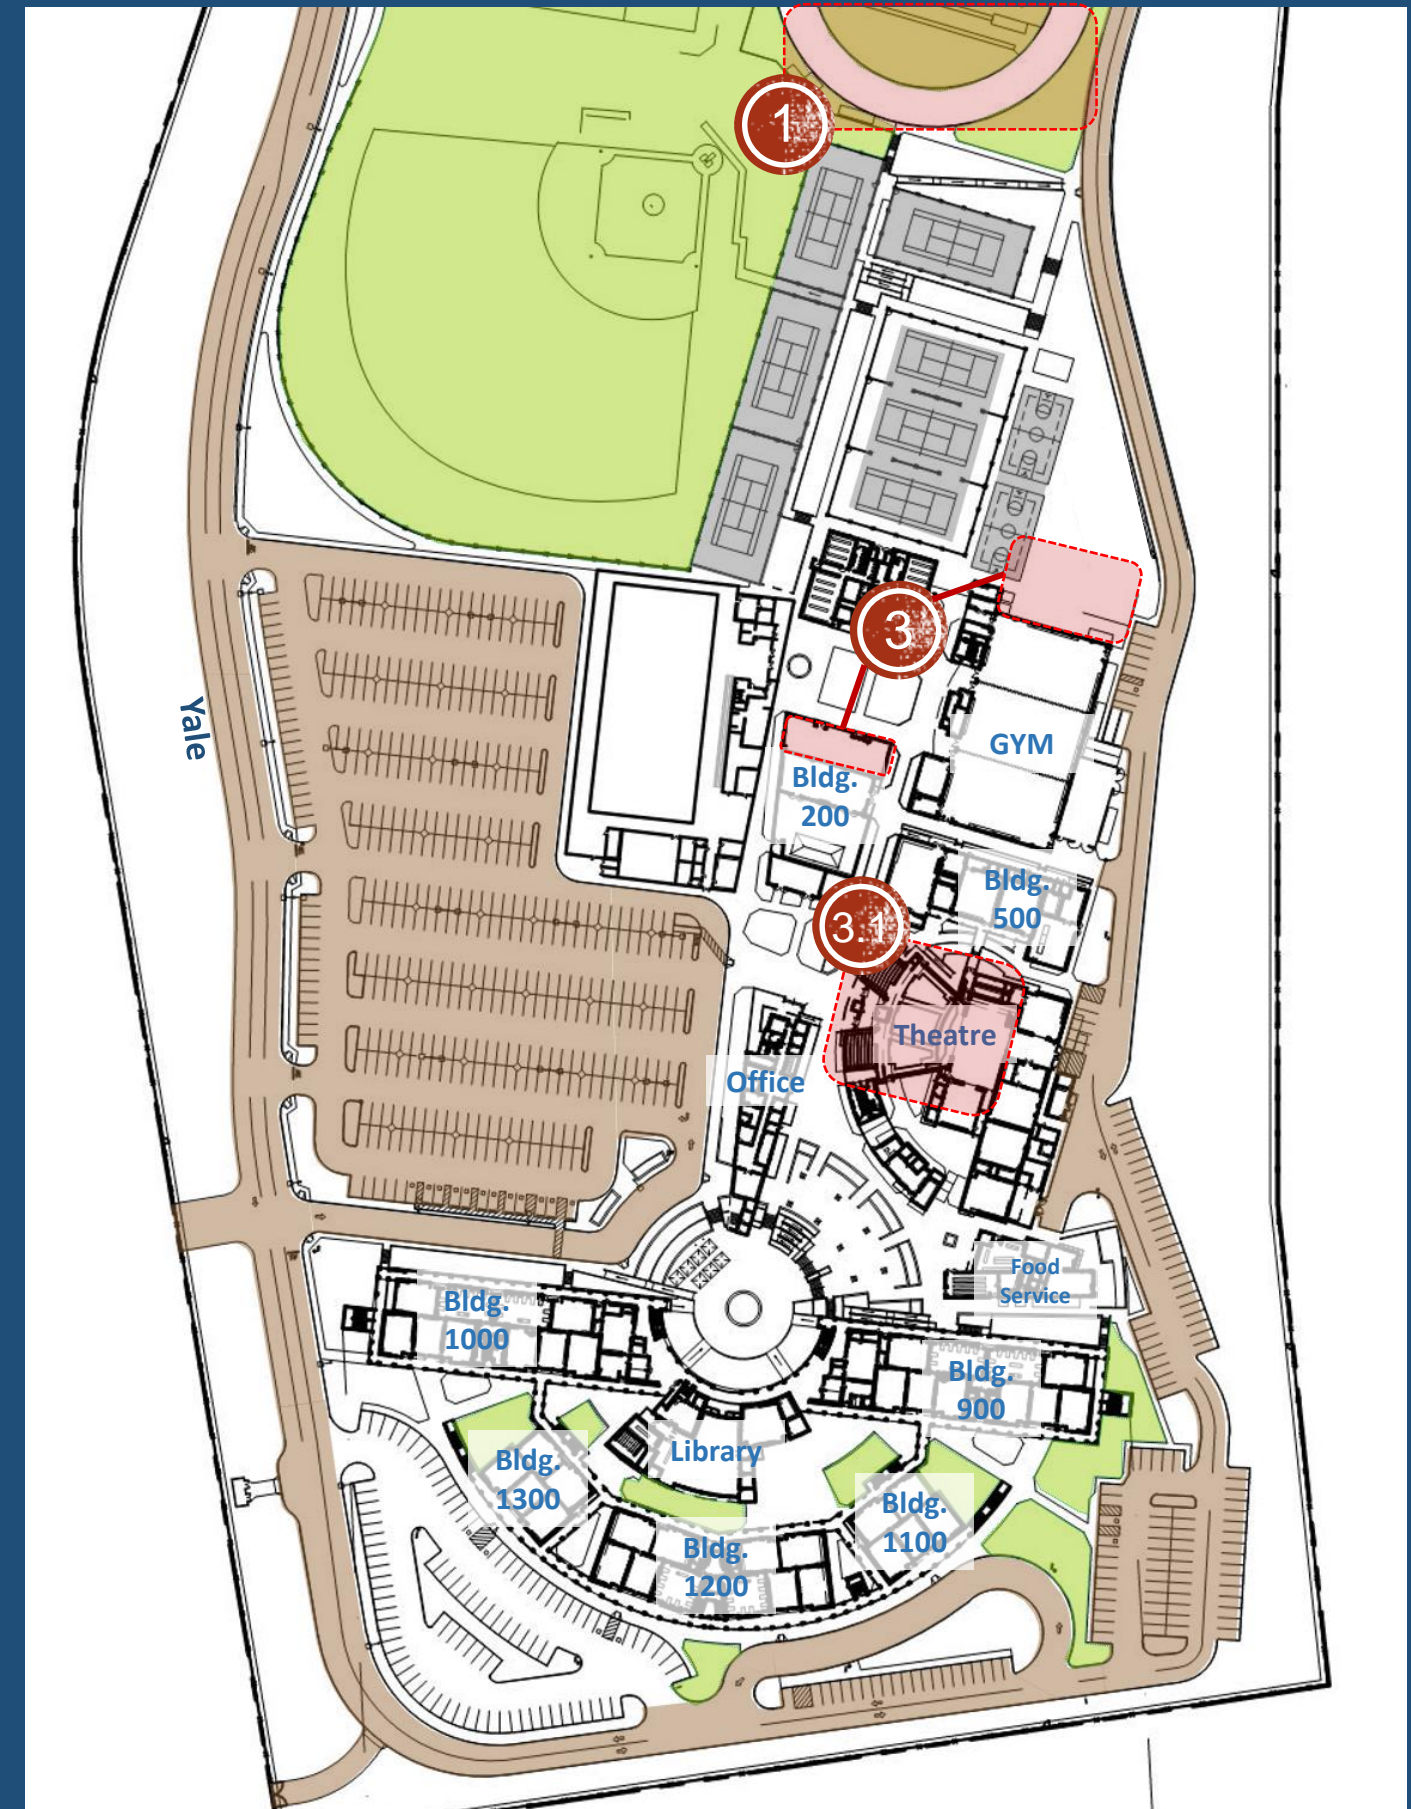 1
3
Yale
GYM
Bldg.
200
Bldg.
500
3.1
Theatre
Office
Food
Service
Bldg.
1000
Bldg.
900
Library
Bldg.
1300
Bldg.
1100
Bldg.
1200